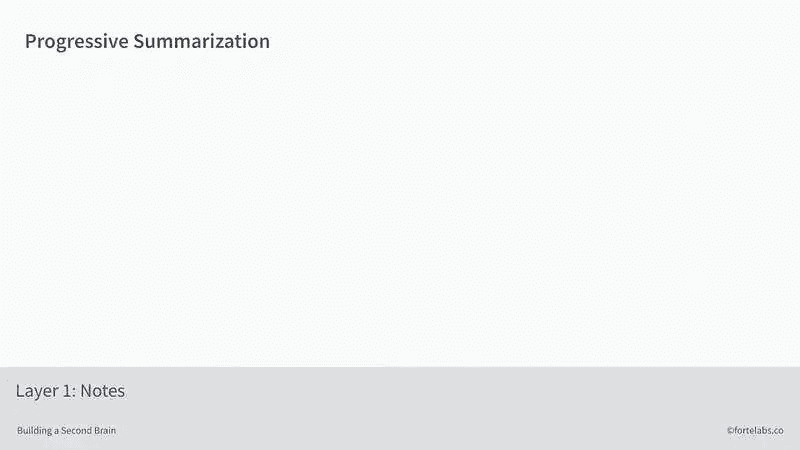 Progressive Summarization
Layer 1: Notes
Building a Second Brain
©fortelabs.co